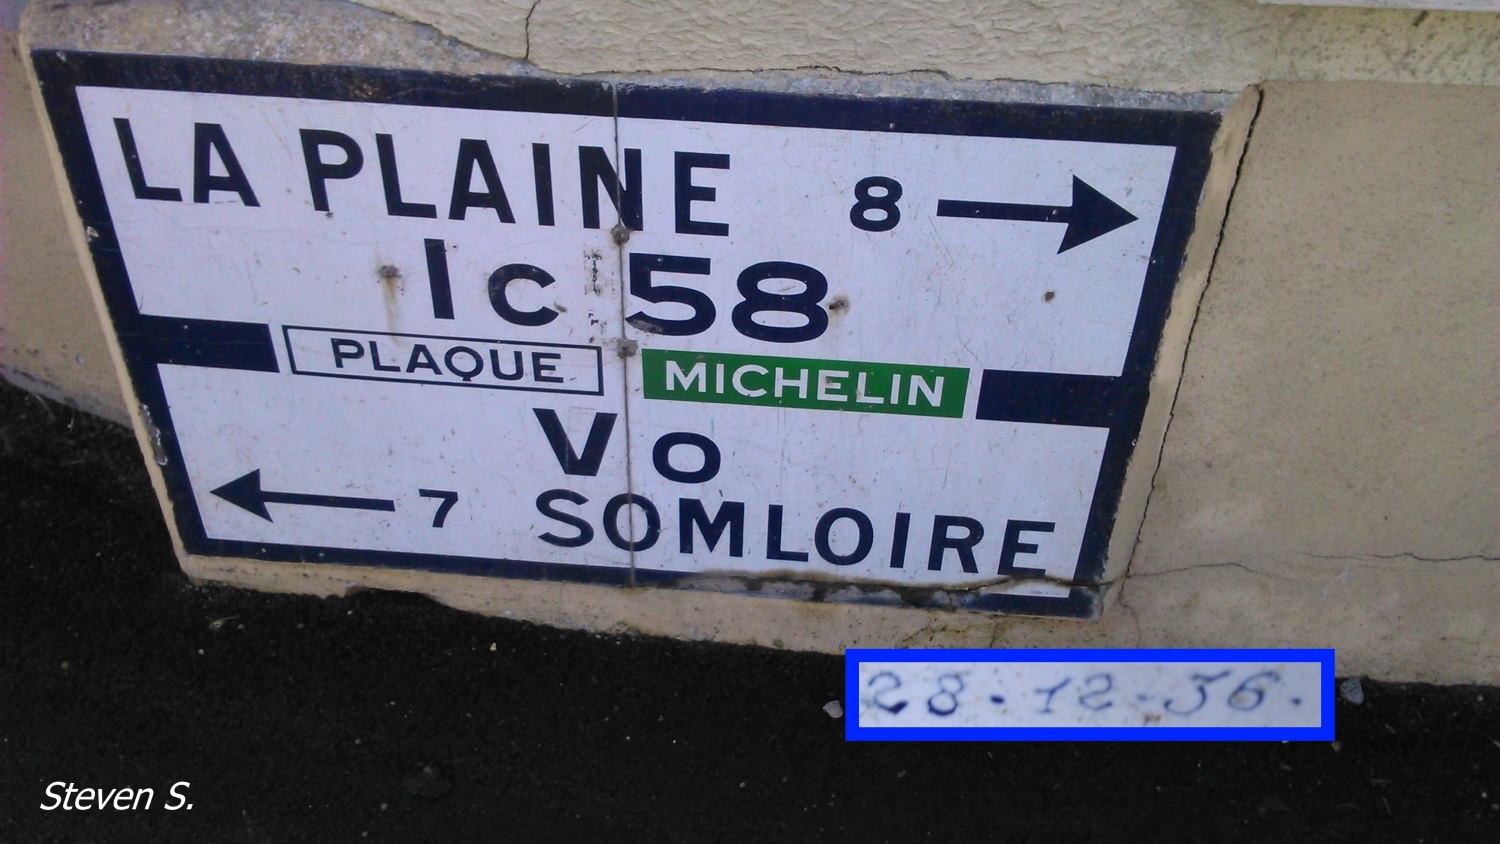 LA PLAINE 8
Ic 58
PLAQUE MICHELIN
Vo
7 SOMLOIRE
28.12-36.
Steven S.